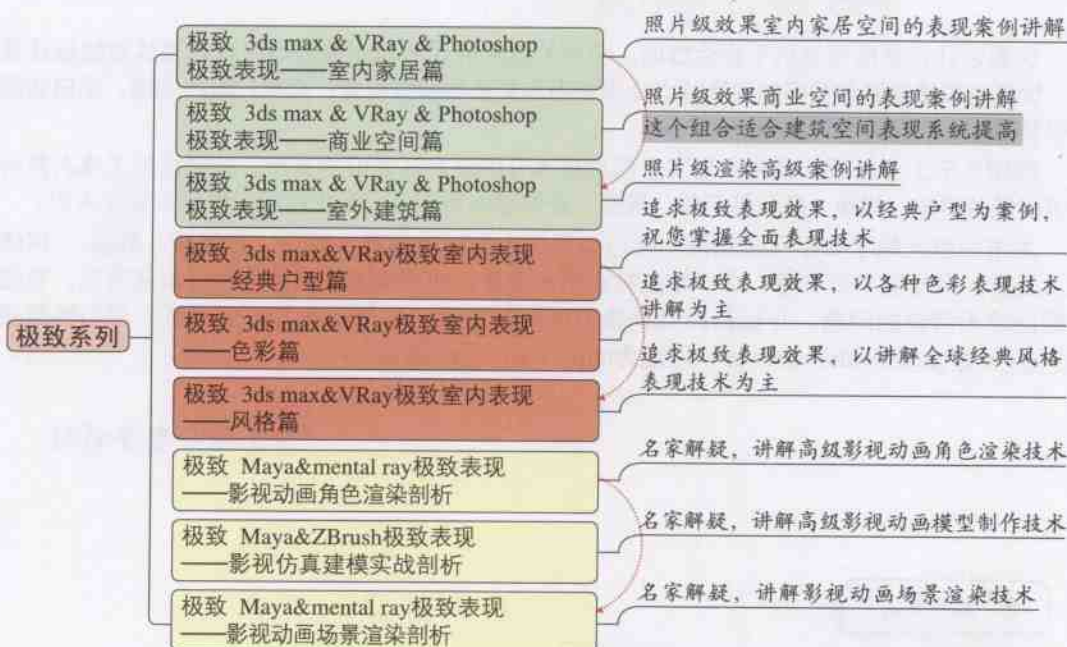 极致 3ds max & VRay & Photoshop
极致表现——室内家居篇
照片级效果室内家居空间的表现案例讲解
极致 3ds max & VRay & Photoshop
极致表现——商业空间篇
照片级效果商业空间的表现案例讲解
这个组合适合建筑空间表现系统提高
极致 3ds max & VRay & Photoshop
极致表现——室外建筑篇
照片级渲染高级案例讲解
极致 3ds max&VRay极致室内表现
——经典户型篇
追求极致表现效果，以经典户型为案例，
祝您掌握全面表现技术
极致系列
极致 3ds max&VRay极致室内表现
——色彩篇
追求极致表现效果，以各种色彩表现技术
讲解为主
极致 3ds max&VRay极致室内表现
——风格篇
追求极致表现效果，以讲解全球经典风格
表现技术为主
极致 Maya&mental ray极致表现
——影视动画角色渲染剖析
名家解疑，讲解高级影视动画角色渲染技术
极致 Maya&ZBrush极致表现
——影视仿真建模实战剖析
名家解疑，讲解高级影视动画模型制作技术
极致 Maya&mental ray极致表现
——影视动画场景渲染剖析
名家解疑，讲解影视动画场景渲染技术